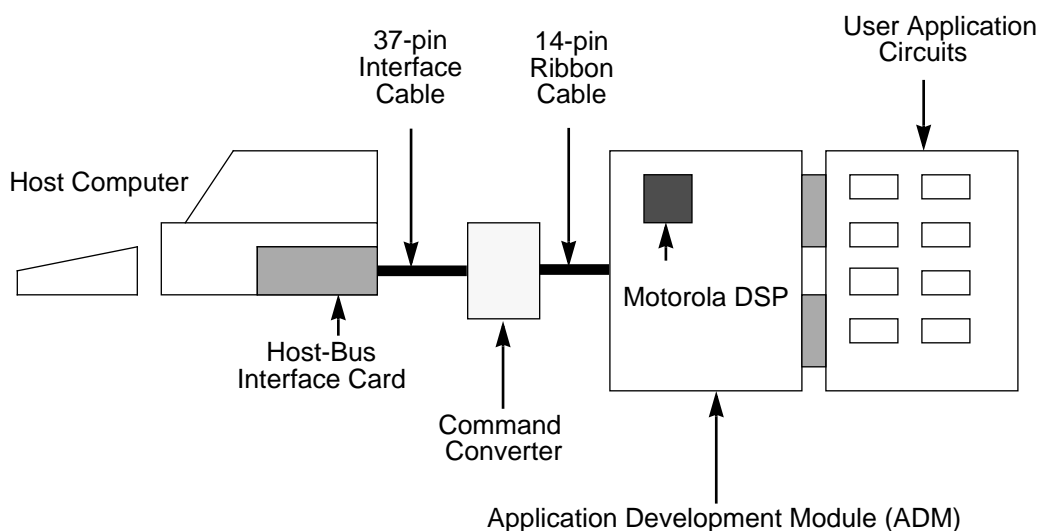 37-pin
Interface
Cable
14-pin
Ribbon
Cable
User Application
Circuits
Host Computer
Motorola DSP
Host-Bus
Interface Card
Command
Converter
Application Development Module (ADM)